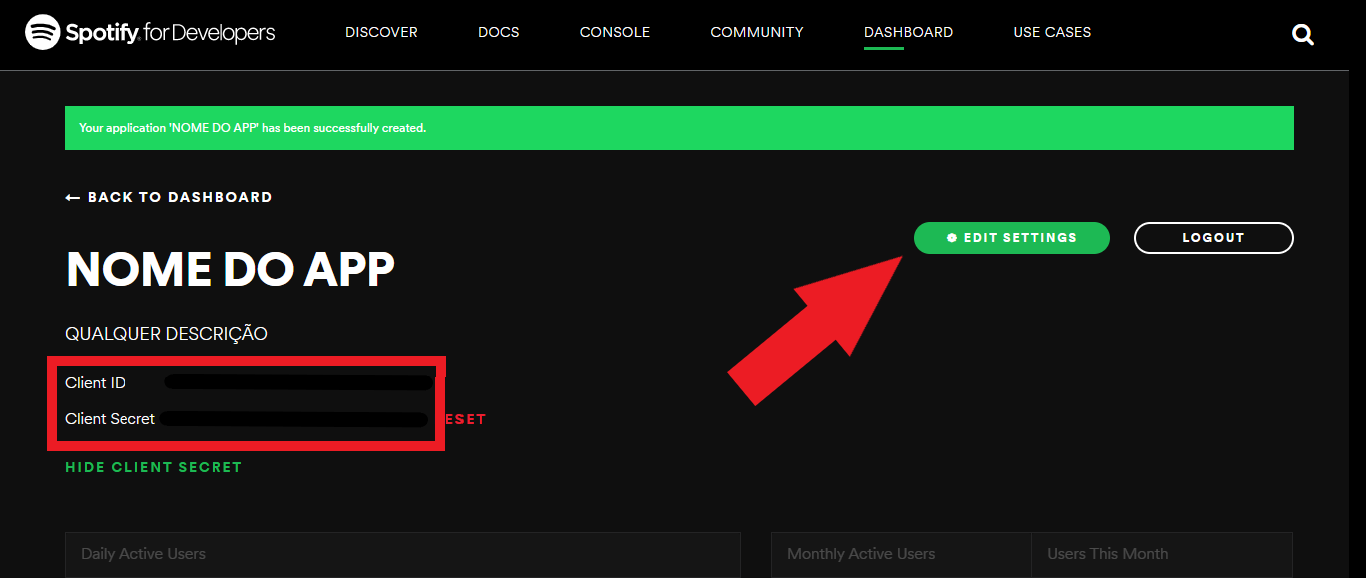 Spotify for Developers
DISCOVER
DOCS
CONSOLE
COMMUNITY
DASHBOARD
USE CASES
Your application 'NOME DO APP' has been successfully created.
← BACK TO DASHBOARD
EDIT SETTINGS
LOGOUT
NOME DO APP
QUALQUER DESCRIÇÃO
Client ID
Client Secret
ESET
HIDE CLIENT SECRET
Daily Active Users
Monthly Active Users
Users This Month